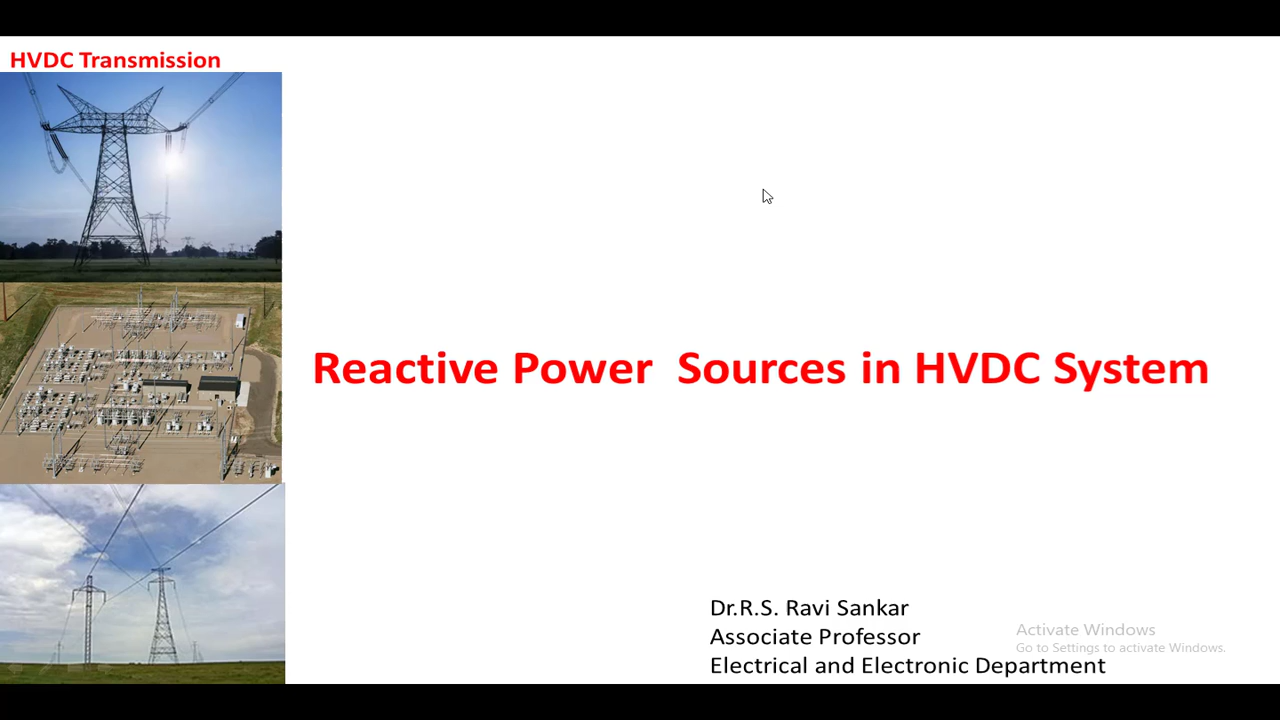 HVDC Transmission
Reactive Power  Sources in HVDC System
Dr.R.S. Ravi Sankar
Associate Professor
Electrical and Electronic Department
Activate Windows
Go to Settings to activate Windows.